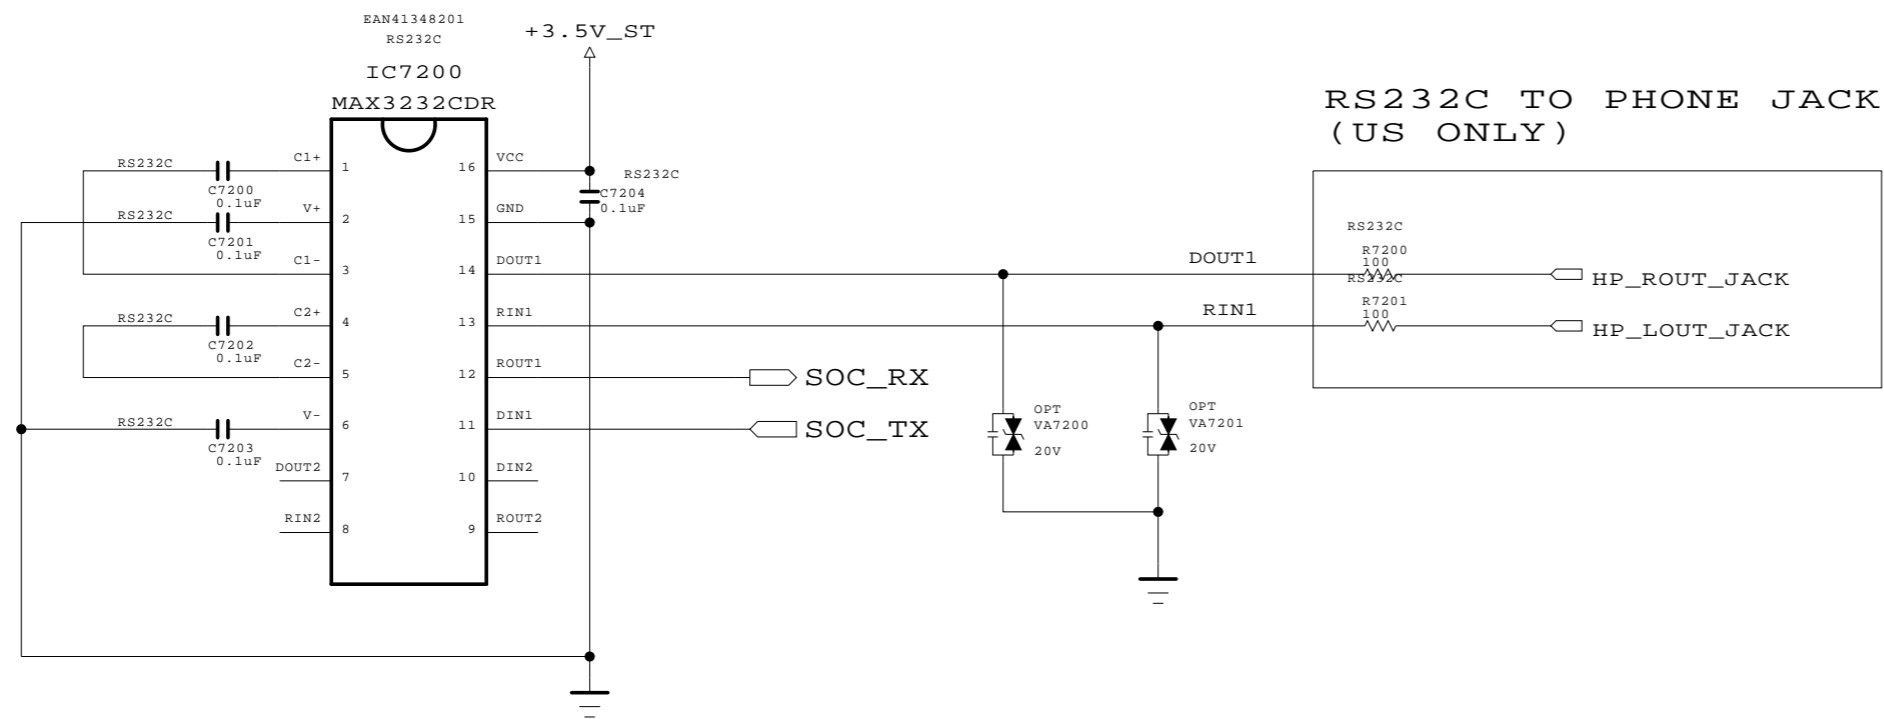 EAN41348201
RS232C
IC7200
MAX3232CDR
+3.5V_ST
RS232C TO PHONE JACK
(US ONLY)
RS232C
C7200
0.1uF
C1+
1
RS232C
C7201
0.1uF
V+
2
C1-
3
RS232C
C7202
0.1uF
C2+
4
C2-
5
RS232C
C7203
0.1uF
V-
6
DOUT2
7
RIN2
8
16
VCC
RS232C
C7204
0.1uF
15
GND
14
DOUT1
13
RIN1
12
ROUT1
SOC_RX
11
DIN1
SOC_TX
10
DIN2
9
ROUT2
DOUT1
RIN1
RS232C
R7200
100
HP_ROUT_JACK
RS232C
R7201
100
HP_LOUT_JACK
OPT
VA7200
20V
OPT
VA7201
20V